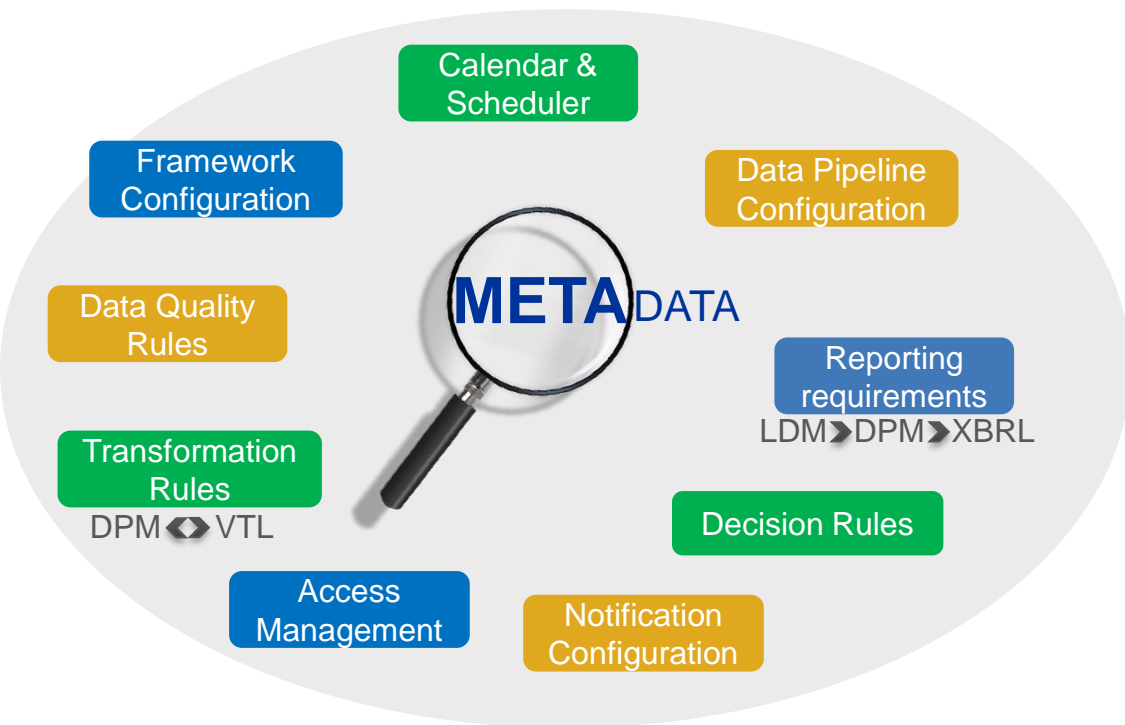 Calendar &
Scheduler
Framework
Configuration
Data Pipeline
Configuration
METADATA
Data Quality
Rules
Reporting
requirements
LDM DPM XBRL
Transformation
Rules
DPM VTL
Decision Rules
Access
Management
Notification
Configuration